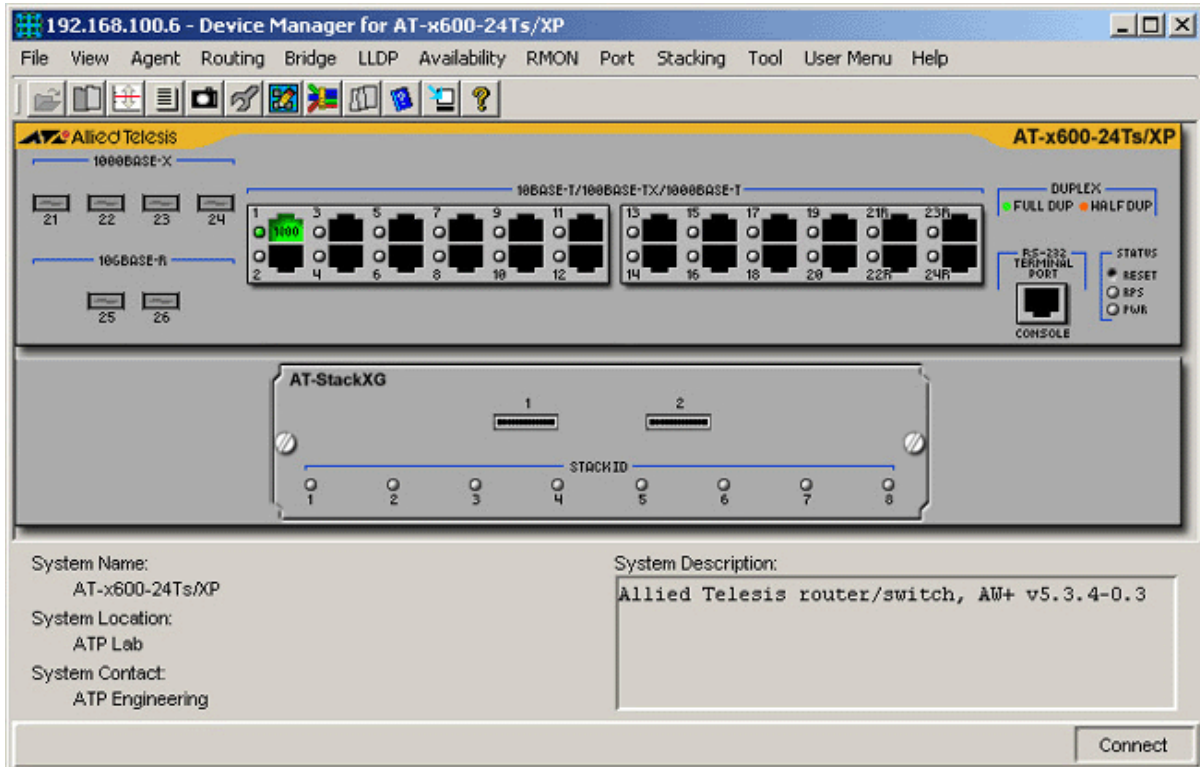 192.168.100.6 - Device Manager for AT-x600-24Ts/XP
File View Agent Routing Bridge LLDP Availability RMON Port Stacking Tool User Menu Help
Allied Telesis
AT-x600-24Ts/XP
1000BASE-X
21 22 23 24
10GBASE-R
25 26
10BASE-T/100BASE-TX/1000BASE-T
1 3 5 7 9 11 13 15 17 19 21R 23R
1000
2 4 6 8 10 12 14 16 18 20 22R 24R
DUPLEX
FULL DUP HALF DUP
RS-232
TERMINAL
PORT
CONSOLE
STATUS
RESET
RPS
PWR
AT-StackXG
1 2
STACK ID
1 2 3 4 5 6 7 8
System Name:
AT-x600-24Ts/XP
System Location:
ATP Lab
System Contact:
ATP Engineering
System Description:
Allied Telesis router/switch, AW+ v5.3.4-0.3
Connect